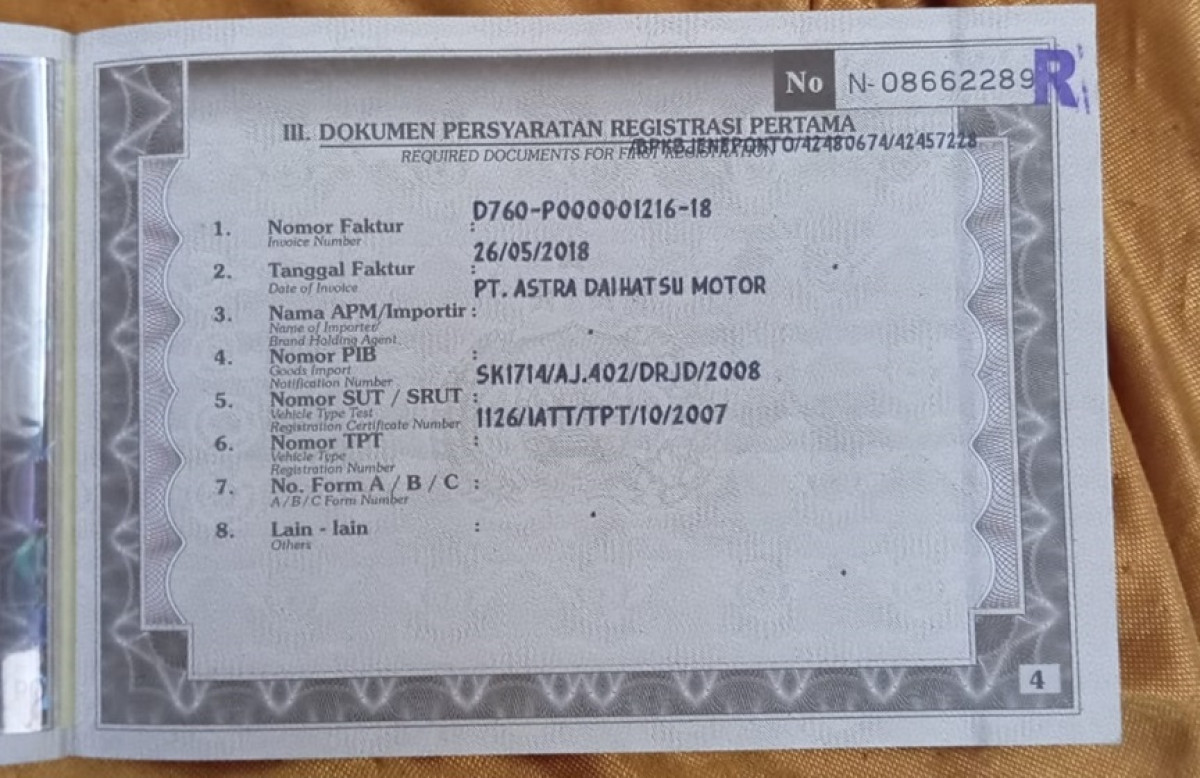 No N-08662289 R
III. DOKUMEN PERSYARATAN REGISTRASI PERTAMA
/BPKBJENEPONTO/42480674/42457228
REQUIRED DOCUMENTS FOR FIRST REGISTRATION
D760-P000001216-18
1. Nomor Faktur :
Invoice Number
26/05/2018
2. Tanggal Faktur :
Date of Invoice
PT. ASTRA DAIHATSU MOTOR
3. Nama APM/Importir :
Name of Importer/
Brand Holding Agent
4. Nomor PIB :
Goods Import
Notification Number
SK1714/AJ.402/DRJD/2008
5. Nomor SUT / SRUT :
Vehicle Type Test
Registration Certificate Number
1126/IATT/TPT/10/2007
6. Nomor TPT :
Vehicle Type
Registration Number
7. No. Form A / B / C :
A / B / C Form Number
8. Lain - lain :
Others
4